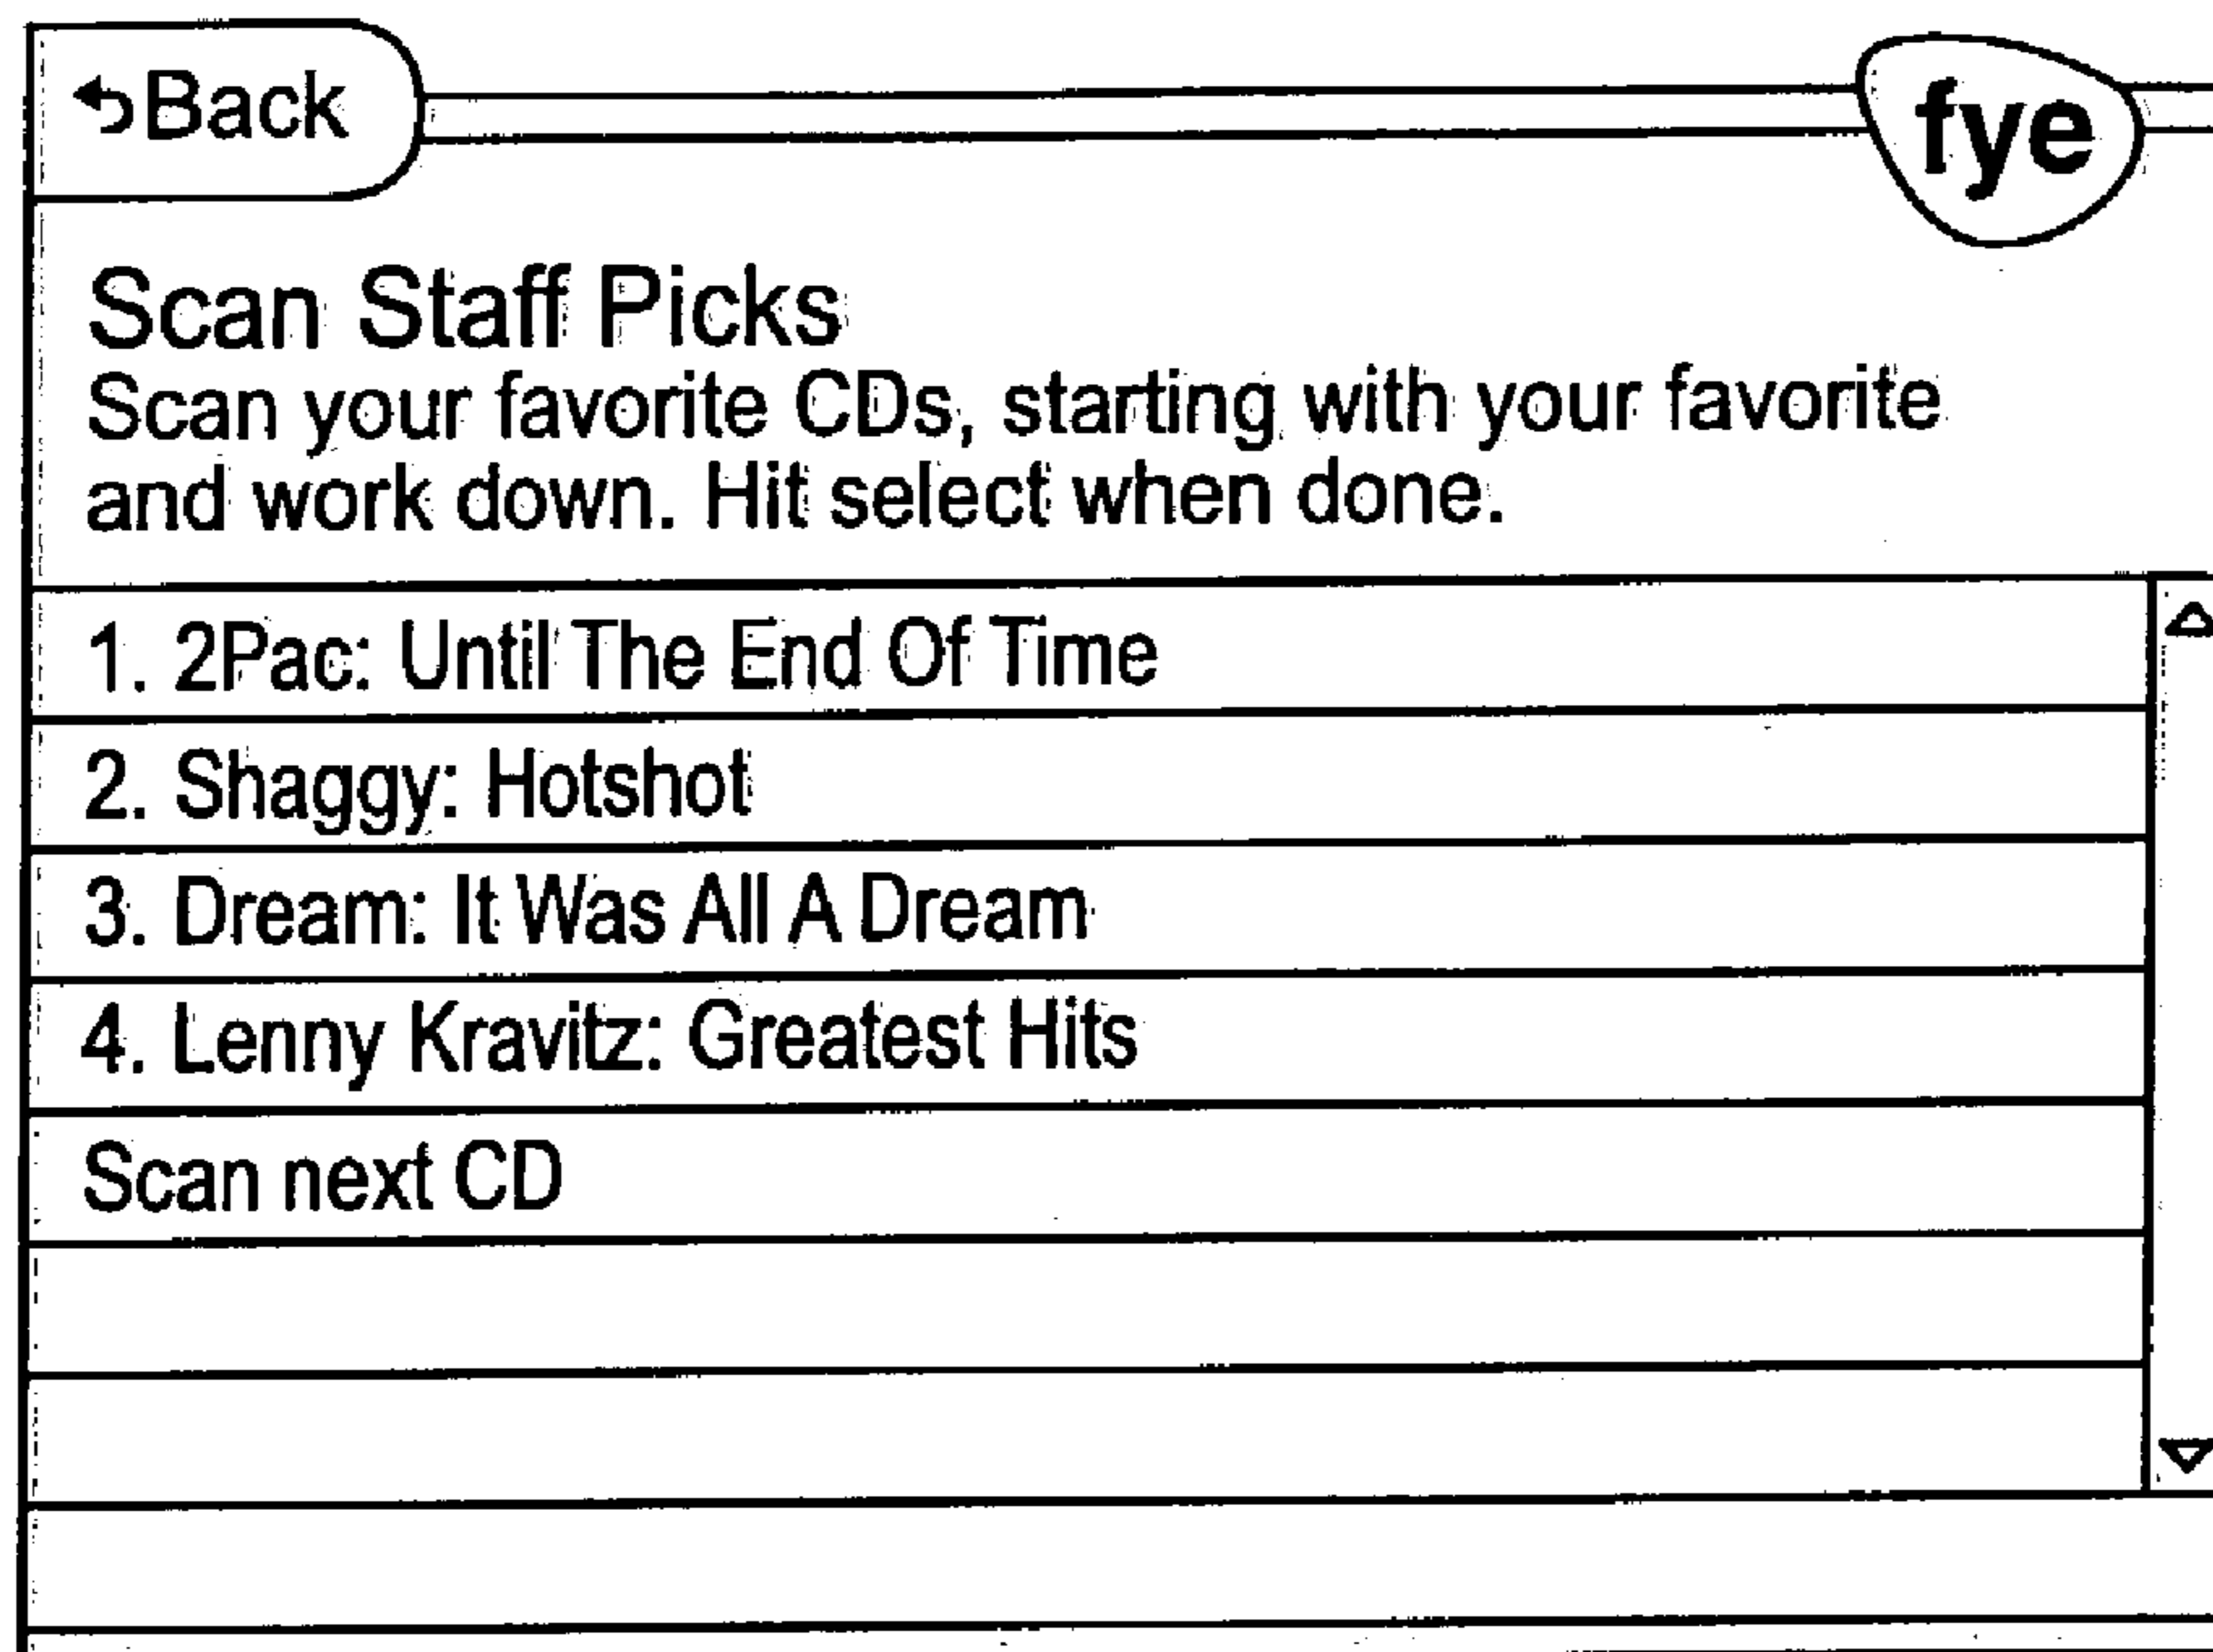 Back
fye
Scan Staff Picks
Scan your favorite CDs, starting with your favorite
and work down. Hit select when done.
1. 2Pac: Until The End Of Time
2. Shaggy: Hotshot
3. Dream: It Was All A Dream
4. Lenny Kravitz: Greatest Hits
Scan next CD